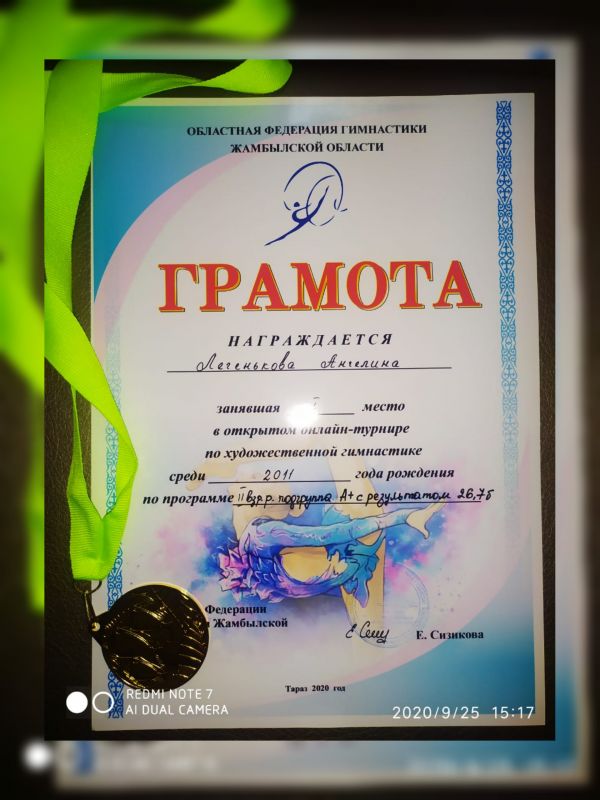 ОБЛАСТНАЯ ФЕДЕРАЦИЯ ГИМНАСТИКИ
ЖАМБЫЛСКОЙ ОБЛАСТИ
ГРАМОТА
НАГРАЖДАЕТСЯ
Легенькова Ангелина
занявшая I место
в открытом онлайн-турнире
по художественной гимнастике
среди 2011 года рождения
по программе II взр.р. подгруппа А+ с результатом 26,7б
Федерации
Жамбылской
Е. Сизикова
Тараз 2020 год
REDMI NOTE 7
AI DUAL CAMERA
2020/9/25 15:17